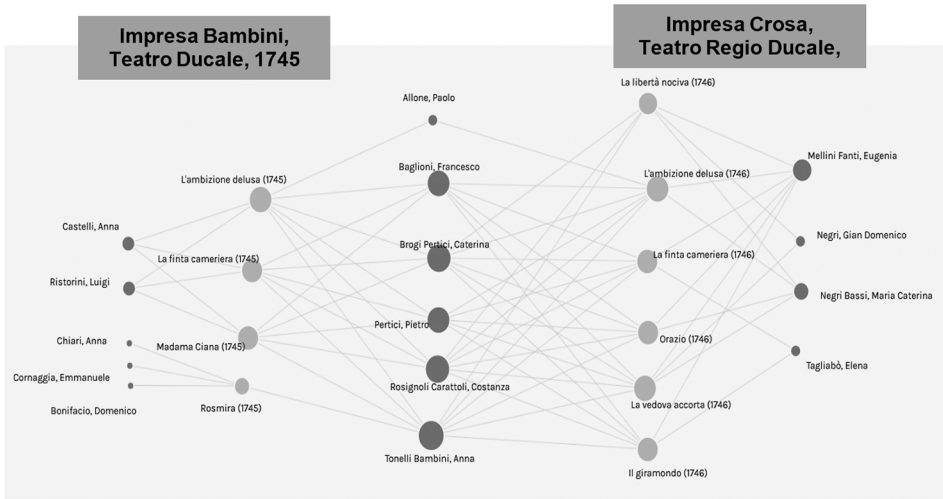 Impresa Bambini,
Teatro Ducale, 1745
Impresa Crosa,
Teatro Regio Ducale,
Castelli, Anna
Ristorini, Luigi
Chiari, Anna
Cornaggia, Emmanuele
Bonifacio, Domenico
L'ambizione delusa (1745)
La finta cameriera (1745)
Madama Ciana (1745)
Rosmira (1745)
Allone, Paolo
Baglioni, Francesco
Brogi Pertici, Caterina
Pertici, Pietro
Rosignoli Carattoli, Costanza
Tonelli Bambini, Anna
La libertà nociva (1746)
L'ambizione delusa (1746)
La finta cameriera (1746)
Orazio (1746)
La vedova accorta (1746)
Il giramondo (1746)
Mellini Fanti, Eugenia
Negri, Gian Domenico
Negri Bassi, Maria Caterina
Tagliabò, Elena